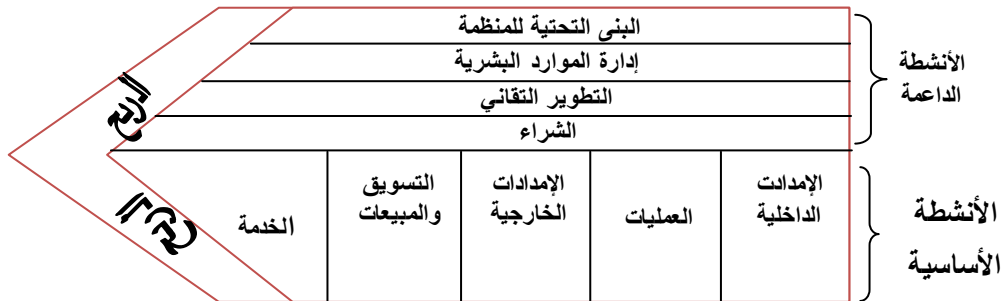 البنى التحتية للمنظمة
إدارة الموارد البشرية
التطوير التقاني
الشراء
الأنشطة
الداعمة
الربح
الإمدادت
الداخلية
العمليات
الإمدادات
الخارجية
التسويق
والمبيعات
الخدمة
الربح
الأنشطة
الأساسية